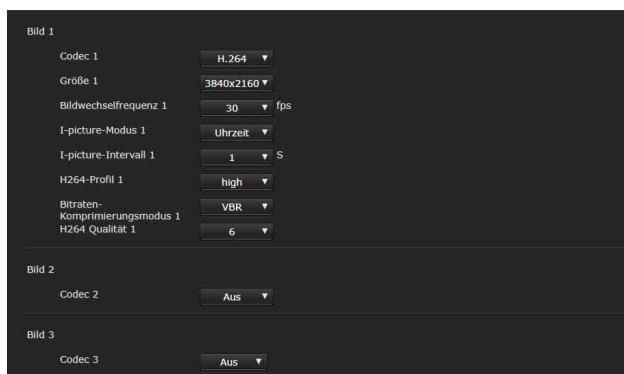 Bild 1
Codec 1 H.264
Größe 1 3840x2160
Bildwechselfrequenz 1 30 fps
I-picture-Modus 1 Uhrzeit
I-picture-Intervall 1 1 S
H264-Profil 1 high
Bitraten- VBR
Komprimierungsmodus 1
H264 Qualität 1 6
Bild 2
Codec 2 Aus
Bild 3
Codec 3 Aus